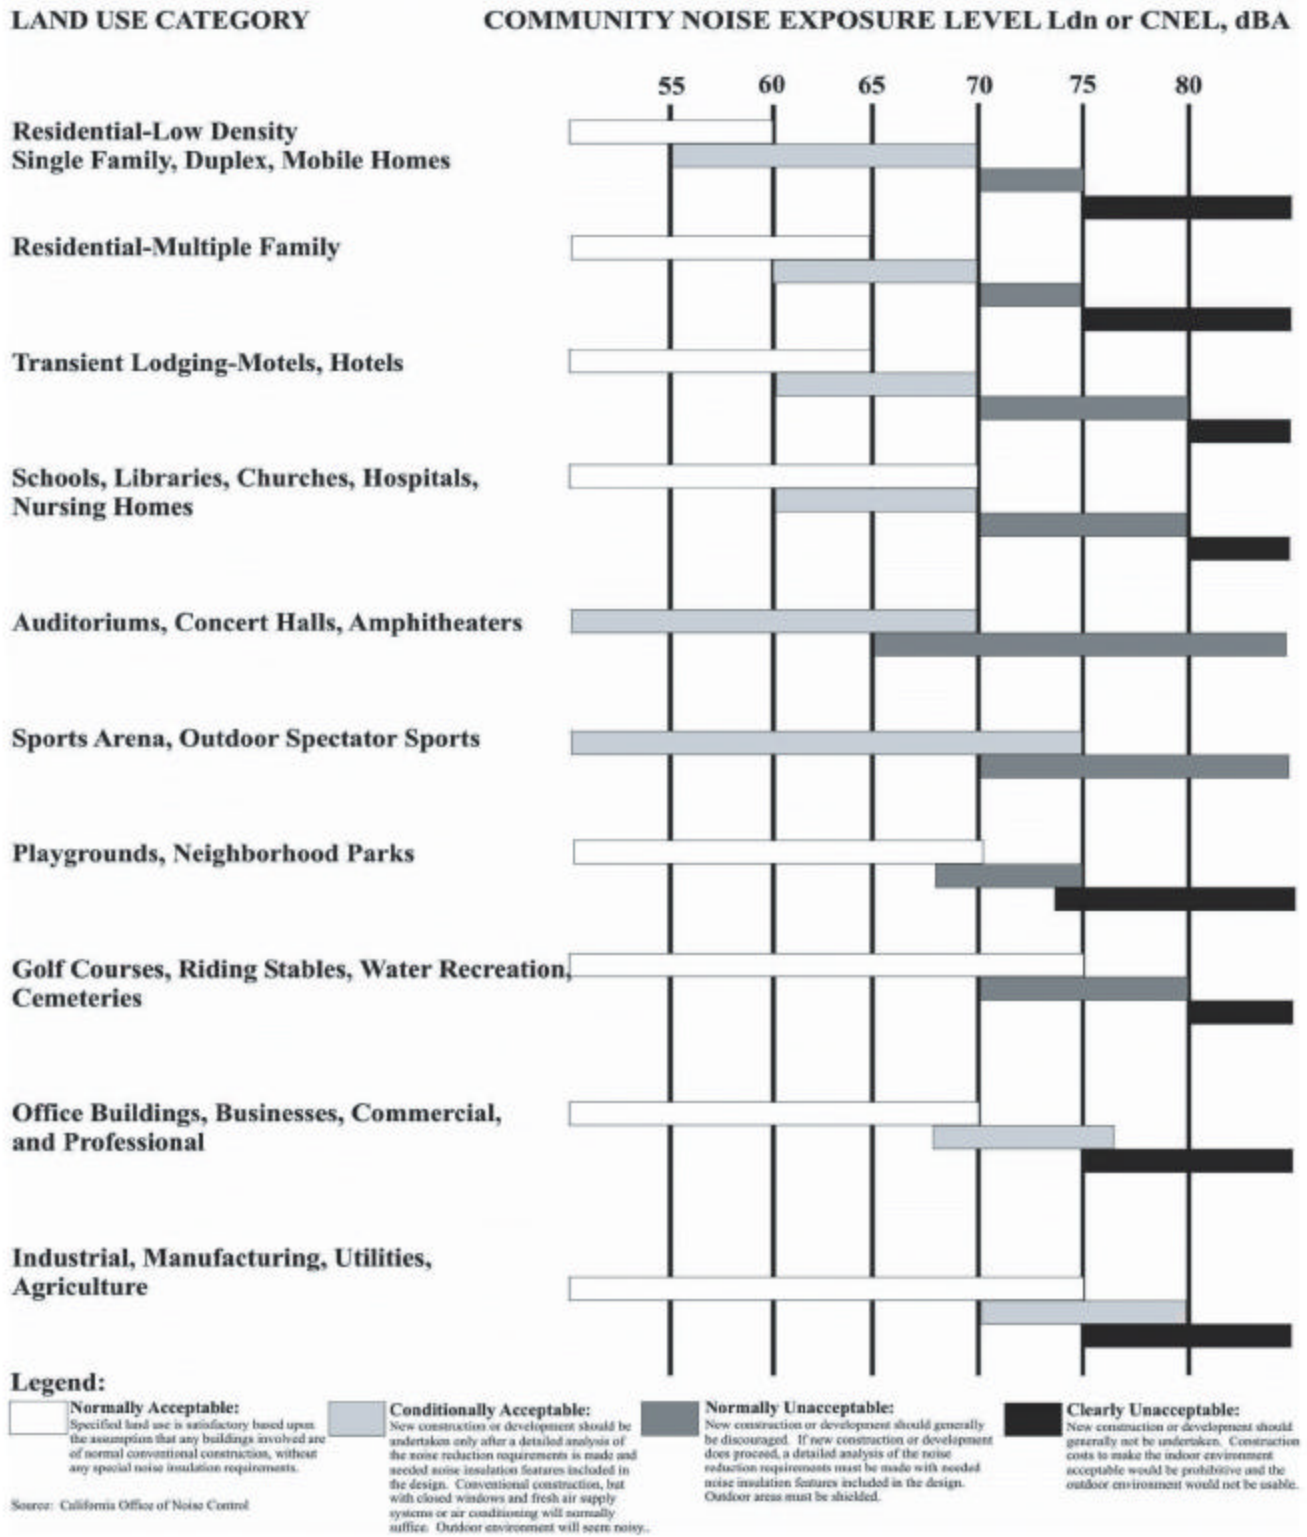 LAND USE CATEGORY
COMMUNITY NOISE EXPOSURE LEVEL Ldn or CNEL, dBA
55 60 65 70 75 80
Residential-Low Density
Single Family, Duplex, Mobile Homes
Residential-Multiple Family
Transient Lodging-Motels, Hotels
Schools, Libraries, Churches, Hospitals,
Nursing Homes
Auditoriums, Concert Halls, Amphitheaters
Sports Arena, Outdoor Spectator Sports
Playgrounds, Neighborhood Parks
Golf Courses, Riding Stables, Water Recreation,
Cemeteries
Office Buildings, Businesses, Commercial,
and Professional
Industrial, Manufacturing, Utilities,
Agriculture
Legend:
Normally Acceptable:
Specified land use is satisfactory based upon
the assumption that any buildings involved are
of normal conventional construction, without
any special noise insulation requirements.
Conditionally Acceptable:
New construction or development should be
undertaken only after a detailed analysis of
the noise reduction requirements is made and
needed noise insulation features included in
the design. Conventional construction, but
with closed windows and fresh air supply
systems or air conditioning will normally
suffice. Outdoor environment will seem noisy..
Normally Unacceptable:
New construction or development should generally
be discouraged. If new construction or development
does proceed, a detailed analysis of the noise
reduction requirements must be made with needed
noise insulation features included in the design.
Outdoor areas must be shielded.
Clearly Unacceptable:
New construction or development should
generally not be undertaken. Construction
costs to make the indoor environment
acceptable would be prohibitive and the
outdoor environment would not be usable.
Source: California Office of Noise Control